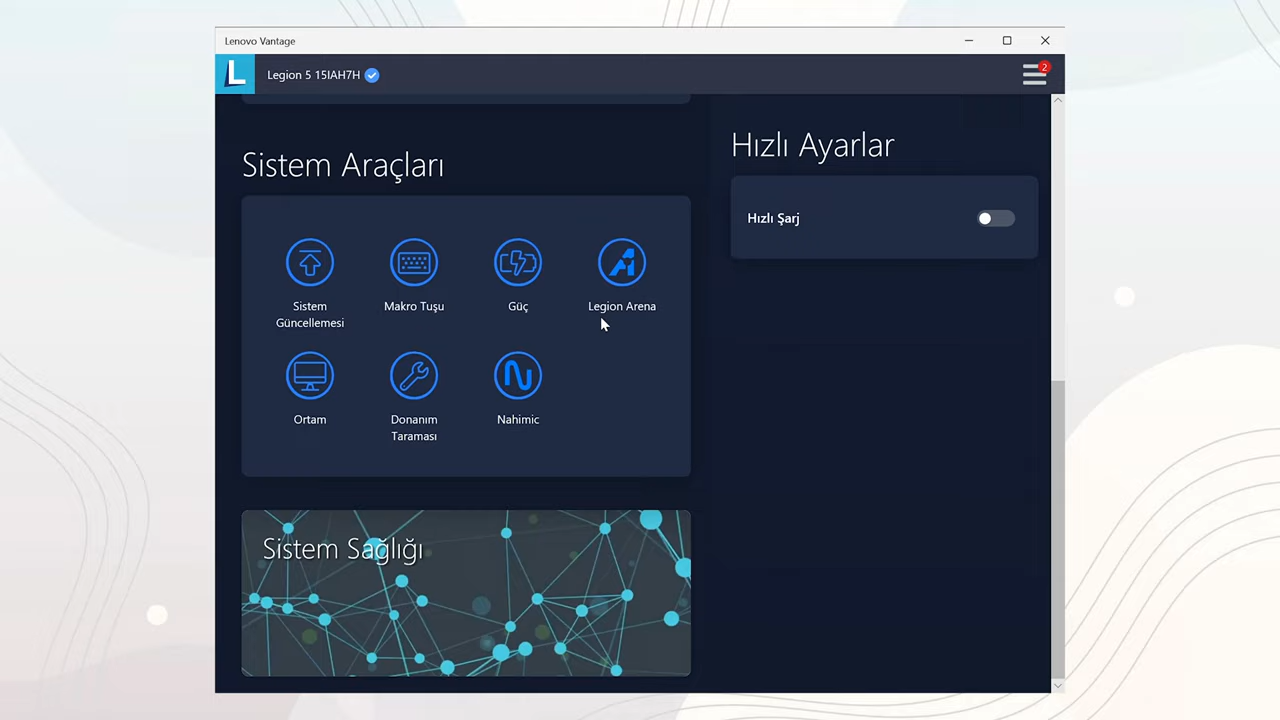 Lenovo Vantage
L
Legion 5 15IAH7H
2
Sistem Araçları
Sistem
Güncellemesi
Makro Tuşu
Güç
Legion Arena
Ortam
Donanım
Taraması
Nahimic
Sistem Sağlığı
Hızlı Ayarlar
Hızlı Şarj